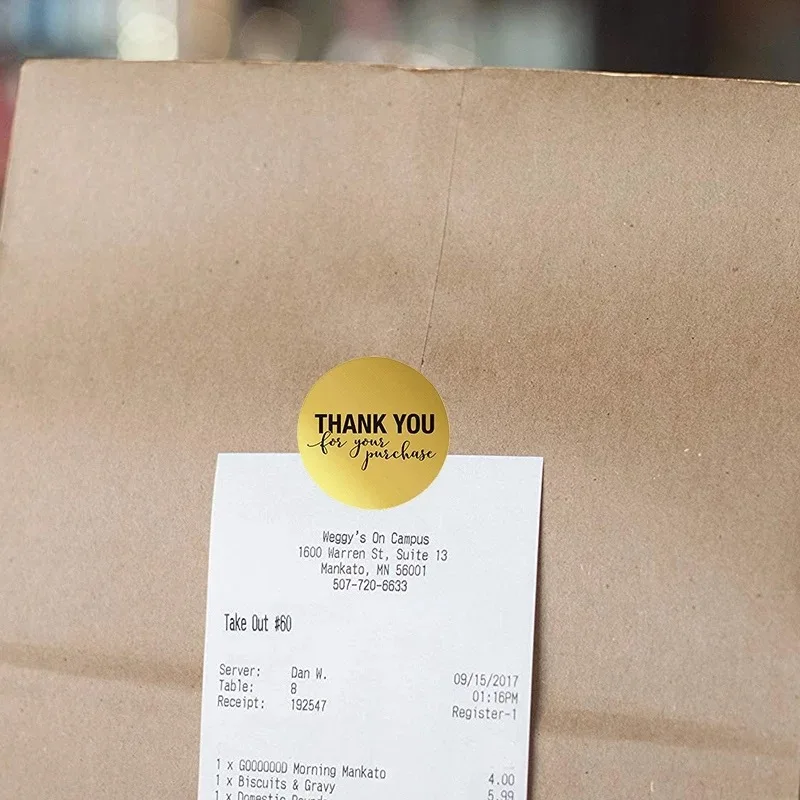 THANK YOU
for your
purchase
Weggy's On Campus
1600 Warren St, Suite 13
Mankato, MN 56001
507-720-6633
Take Out #60
Server: Dan W. 09/15/2017
Table: 8 01:16PM
Receipt: 192547 Register-1
1 x GOOOOOOD Morning Mankato 4.00
1 x Biscuits & Gravy 5.99
1 x Domestic